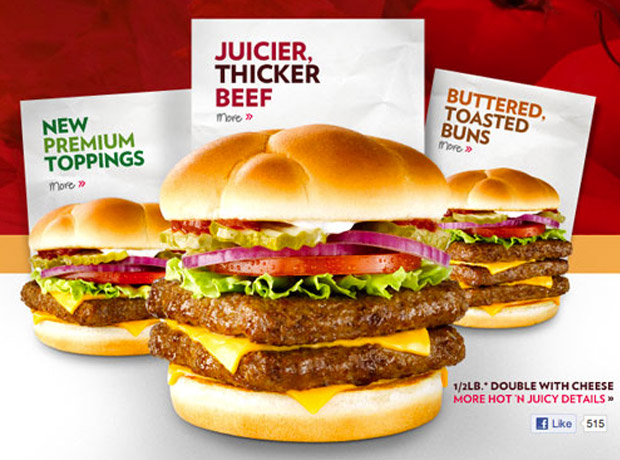 NEW
PREMIUM
TOPPINGS
More »
JUICIER,
THICKER
BEEF
More »
BUTTERED,
TOASTED
BUNS
More »
1/2LB.* DOUBLE WITH CHEESE
MORE HOT 'N JUICY DETAILS »
f Like 515